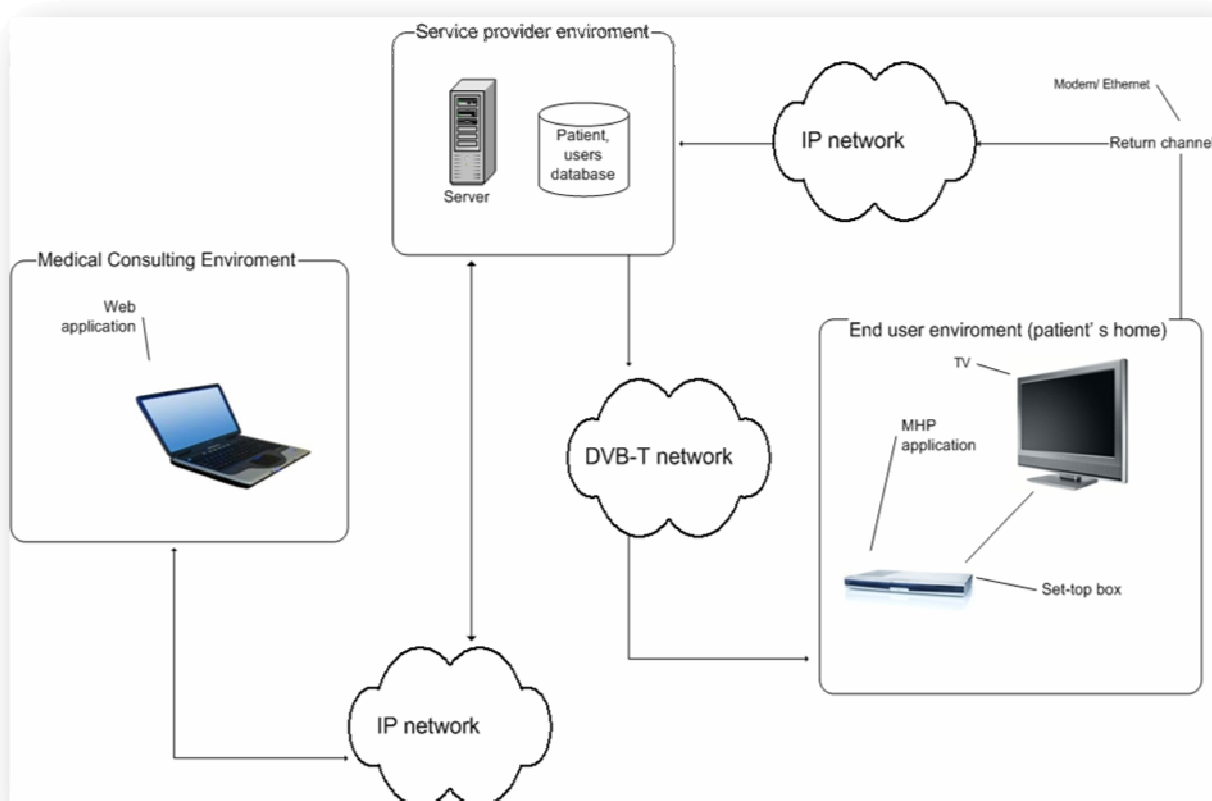 Service provider enviroment
Server
Patient,
users
database
IP network
Modem/ Ethernet
Return channel
Medical Consulting Enviroment
Web
application
DVB-T network
End user enviroment (patient' s home)
TV
MHP
application
Set-top box
IP network